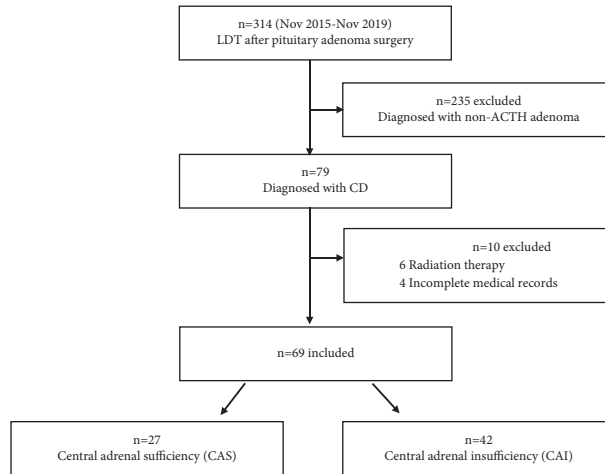 n=314 (Nov 2015-Nov 2019)
LDT after pituitary adenoma surgery
n=235 excluded
Diagnosed with non-ACTH adenoma
n=79
Diagnosed with CD
n=10 excluded
6 Radiation therapy
4 Incomplete medical records
n=69 included
n=27
Central adrenal sufficiency (CAS)
n=42
Central adrenal insufficiency (CAI)